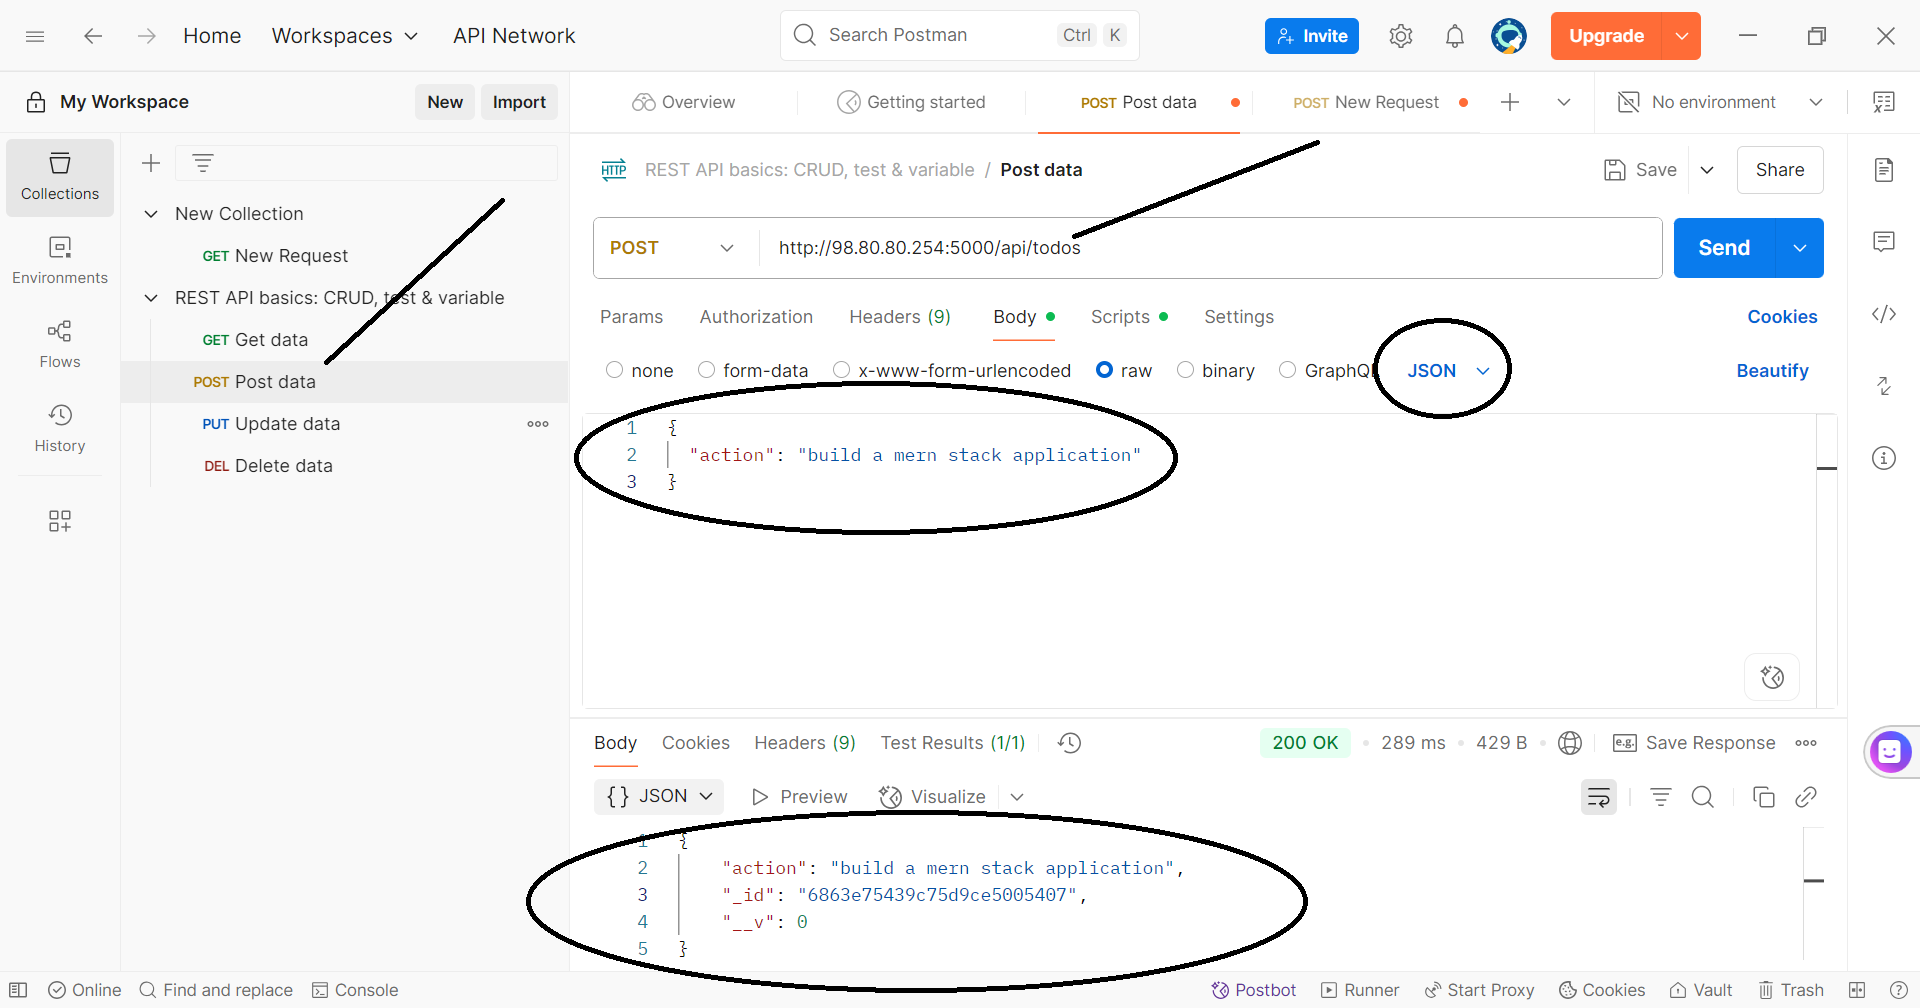 Home Workspaces API Network Search Postman Ctrl K Invite Upgrade
My Workspace New Import Overview Getting started POST Post data POST New Request No environment
Collections
Environments
Flows
History
New Collection
GET New Request
REST API basics: CRUD, test & variable
GET Get data
POST Post data
PUT Update data
DEL Delete data
HTTP REST API basics: CRUD, test & variable / Post data Save Share
POST http://98.80.80.254:5000/api/todos Send
Params Authorization Headers (9) Body Scripts Settings Cookies
none form-data x-www-form-urlencoded raw binary GraphQL JSON Beautify
1 {
2 "action": "build a mern stack application"
3 }
Body Cookies Headers (9) Test Results (1/1) 200 OK 289 ms 429 B e.g. Save Response
{} JSON Preview Visualize
1 {
2 "action": "build a mern stack application",
3 "_id": "6863e75439c75d9ce5005407",
4 "__v": 0
5 }
Online Find and replace Console Postbot Runner Start Proxy Cookies Vault Trash